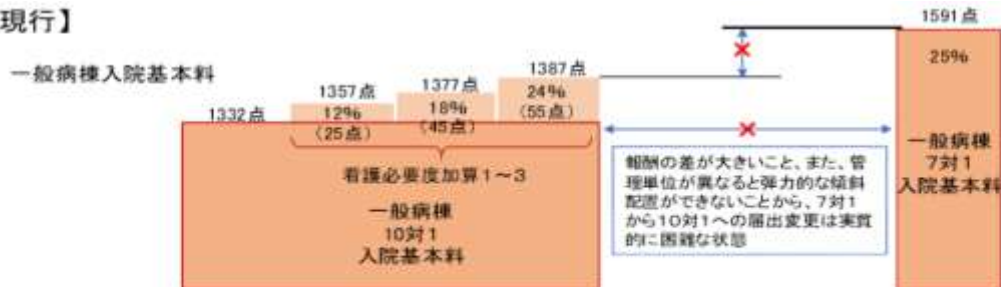 現行】
一般病棟入院基本料
1332点
1357点
12%
(25点)
1377点
18%
(45点)
1387点
24%
(55点)
看護必要度加算1～3
一般病棟
10対1
入院基本料
報酬の差が大きいこと、また、管
理単位が異なると弾力的な傾斜
配置ができないことから、7対1
から10対1への届出変更は実質
的に困難な状態
1591点
25%
一般病棟
7対1
入院基本料